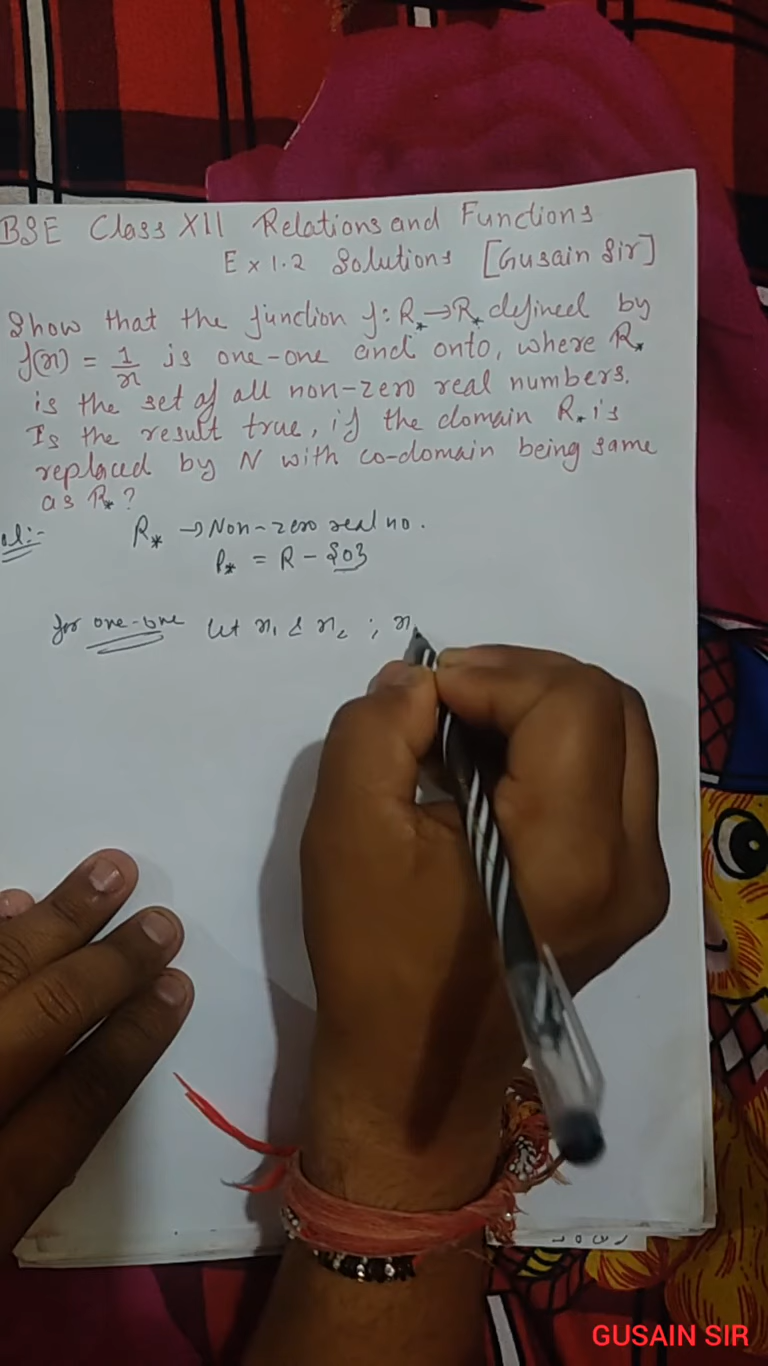 BSE Class XII Relations and Functions
Ex 1.2 Solutions [Gusain Sir]
Show that the function f: R* → R* defined by
f(x) = 1/x is one-one and onto, where R*
is the set of all non-zero real numbers.
Is the result true, if the domain R* is
replaced by N with co-domain being same
as R*?
ol:- R* → Non-zero real no.
R* = R - {0}
for one-one let x₁ & x₂ ; x₁
GUSAIN SIR